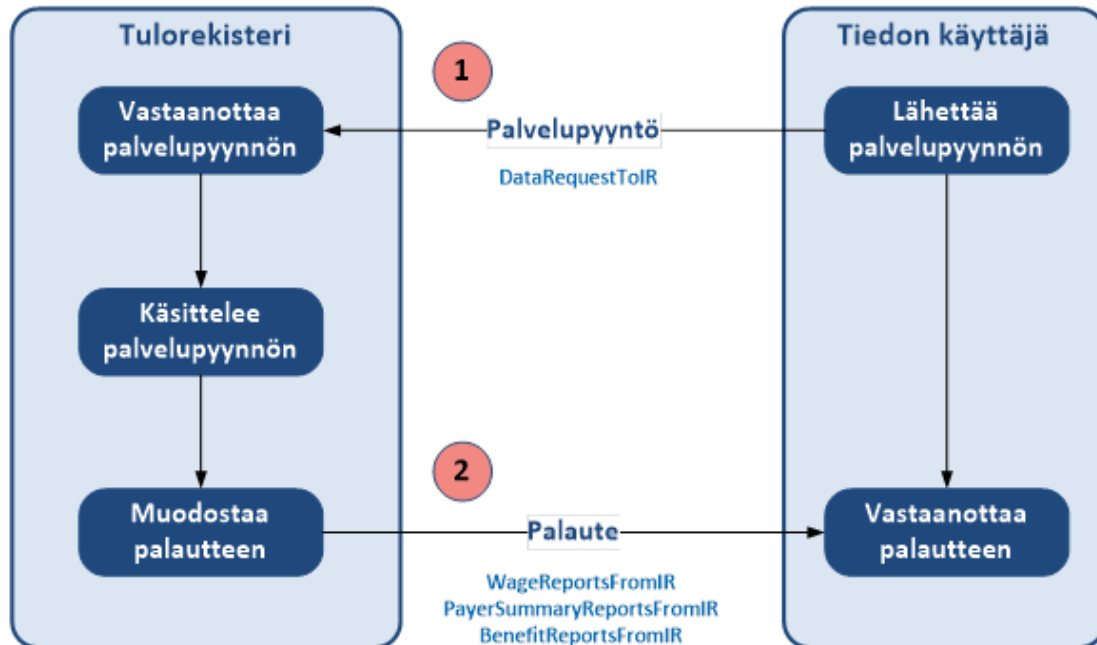 Tulorekisteri
Tiedon käyttäjä
1
Vastaanottaa
palvelupyynnön
Palvelupyyntö
DataRequestToIR
Lähettää
palvelupyynnön
Käsittelee
palvelupyynnön
2
Muodostaa
palautteen
Palaute
WageReportsFromIR
PayerSummaryReportsFromIR
BenefitReportsFromIR
Vastaanottaa
palautteen